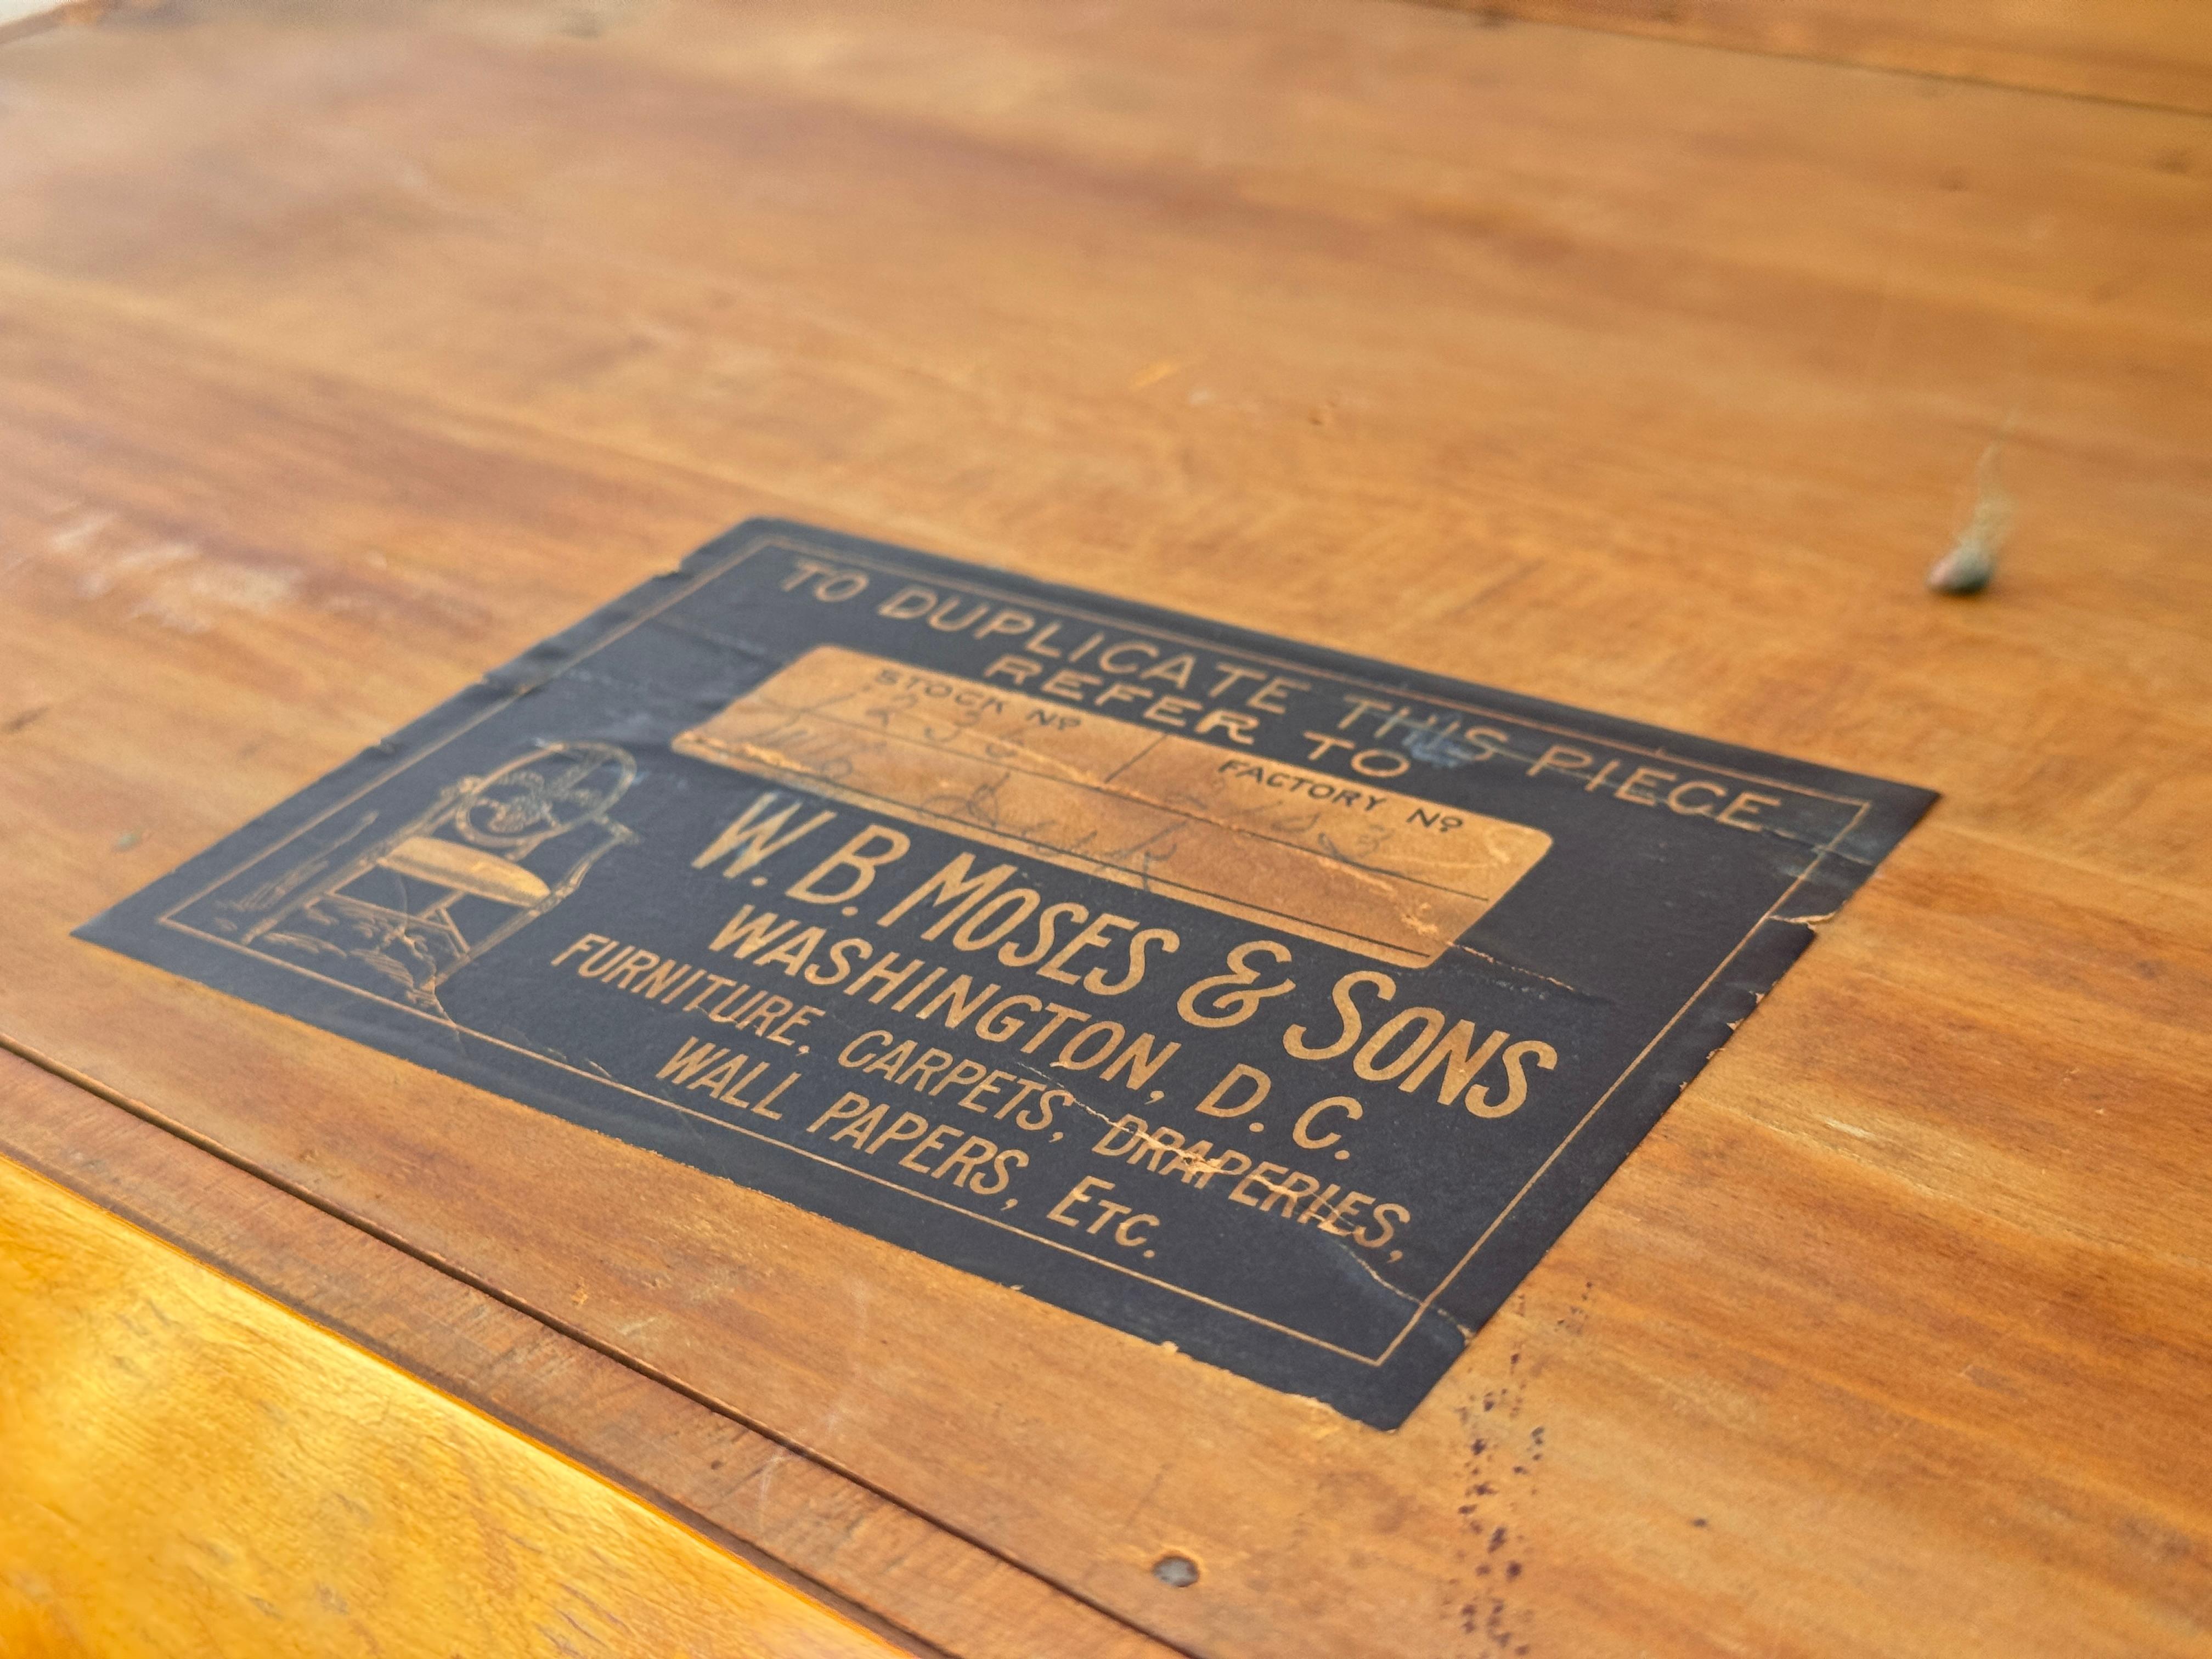 TO DUPLICATE THIS PIECE
REFER TO
STOCK Nº
FACTORY Nº
W. B. MOSES & SONS
WASHINGTON, D. C.
FURNITURE, CARPETS, DRAPERIES,
WALL PAPERS, ETC.